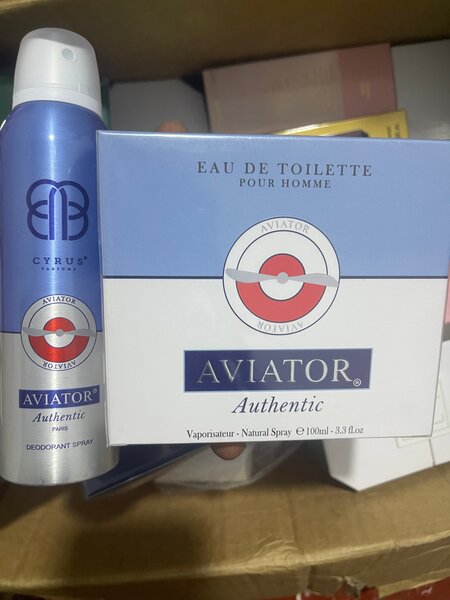 CYRUS®
PARFUMS
AVIATOR
AVIATOR
AVIATOR®
Authentic
PARIS
DEODORANT SPRAY
EAU DE TOILETTE
POUR HOMME
AVIATOR
AVIATOR
AVIATOR®
Authentic
Vaporisateur - Natural Spray ℮ 100ml - 3.3 fl.oz